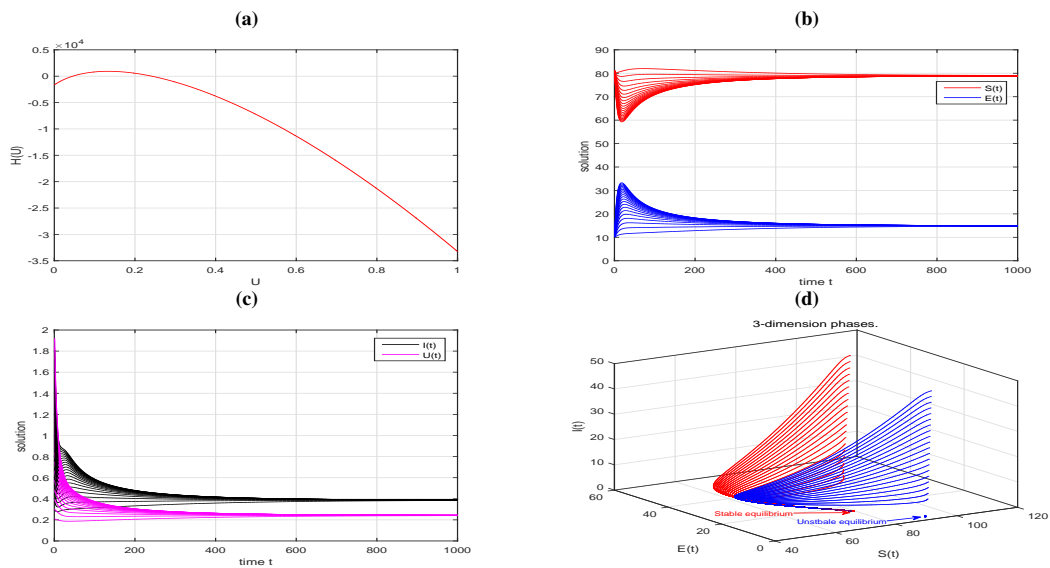 (a)
×10^4
0.5
0
-0.5
-1
-1.5
-2
-2.5
-3
-3.5
H(U)
0 0.2 0.4 0.6 0.8 1
U
(b)
90
80
70
60
50
40
30
20
10
0
solution
S(t)
E(t)
0 200 400 600 800 1000
time t
(c)
2
1.8
1.6
1.4
1.2
1
0.8
0.6
0.4
0.2
0
solution
I(t)
U(t)
0 200 400 600 800 1000
time t
(d)
3-dimension phases.
50
40
30
20
10
0
I(t)
60
40
20
0
E(t)
40
60
80
100
120
S(t)
Stable equilibrium
Unstbale equilibrium